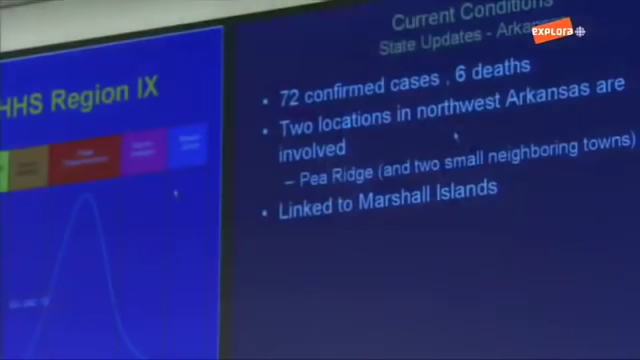 HHS Region IX
Current Conditions
State Updates - Arkansas
explora
72 confirmed cases , 6 deaths
Two locations in northwest Arkansas are
involved
– Pea Ridge (and two small neighboring towns)
Linked to Marshall Islands